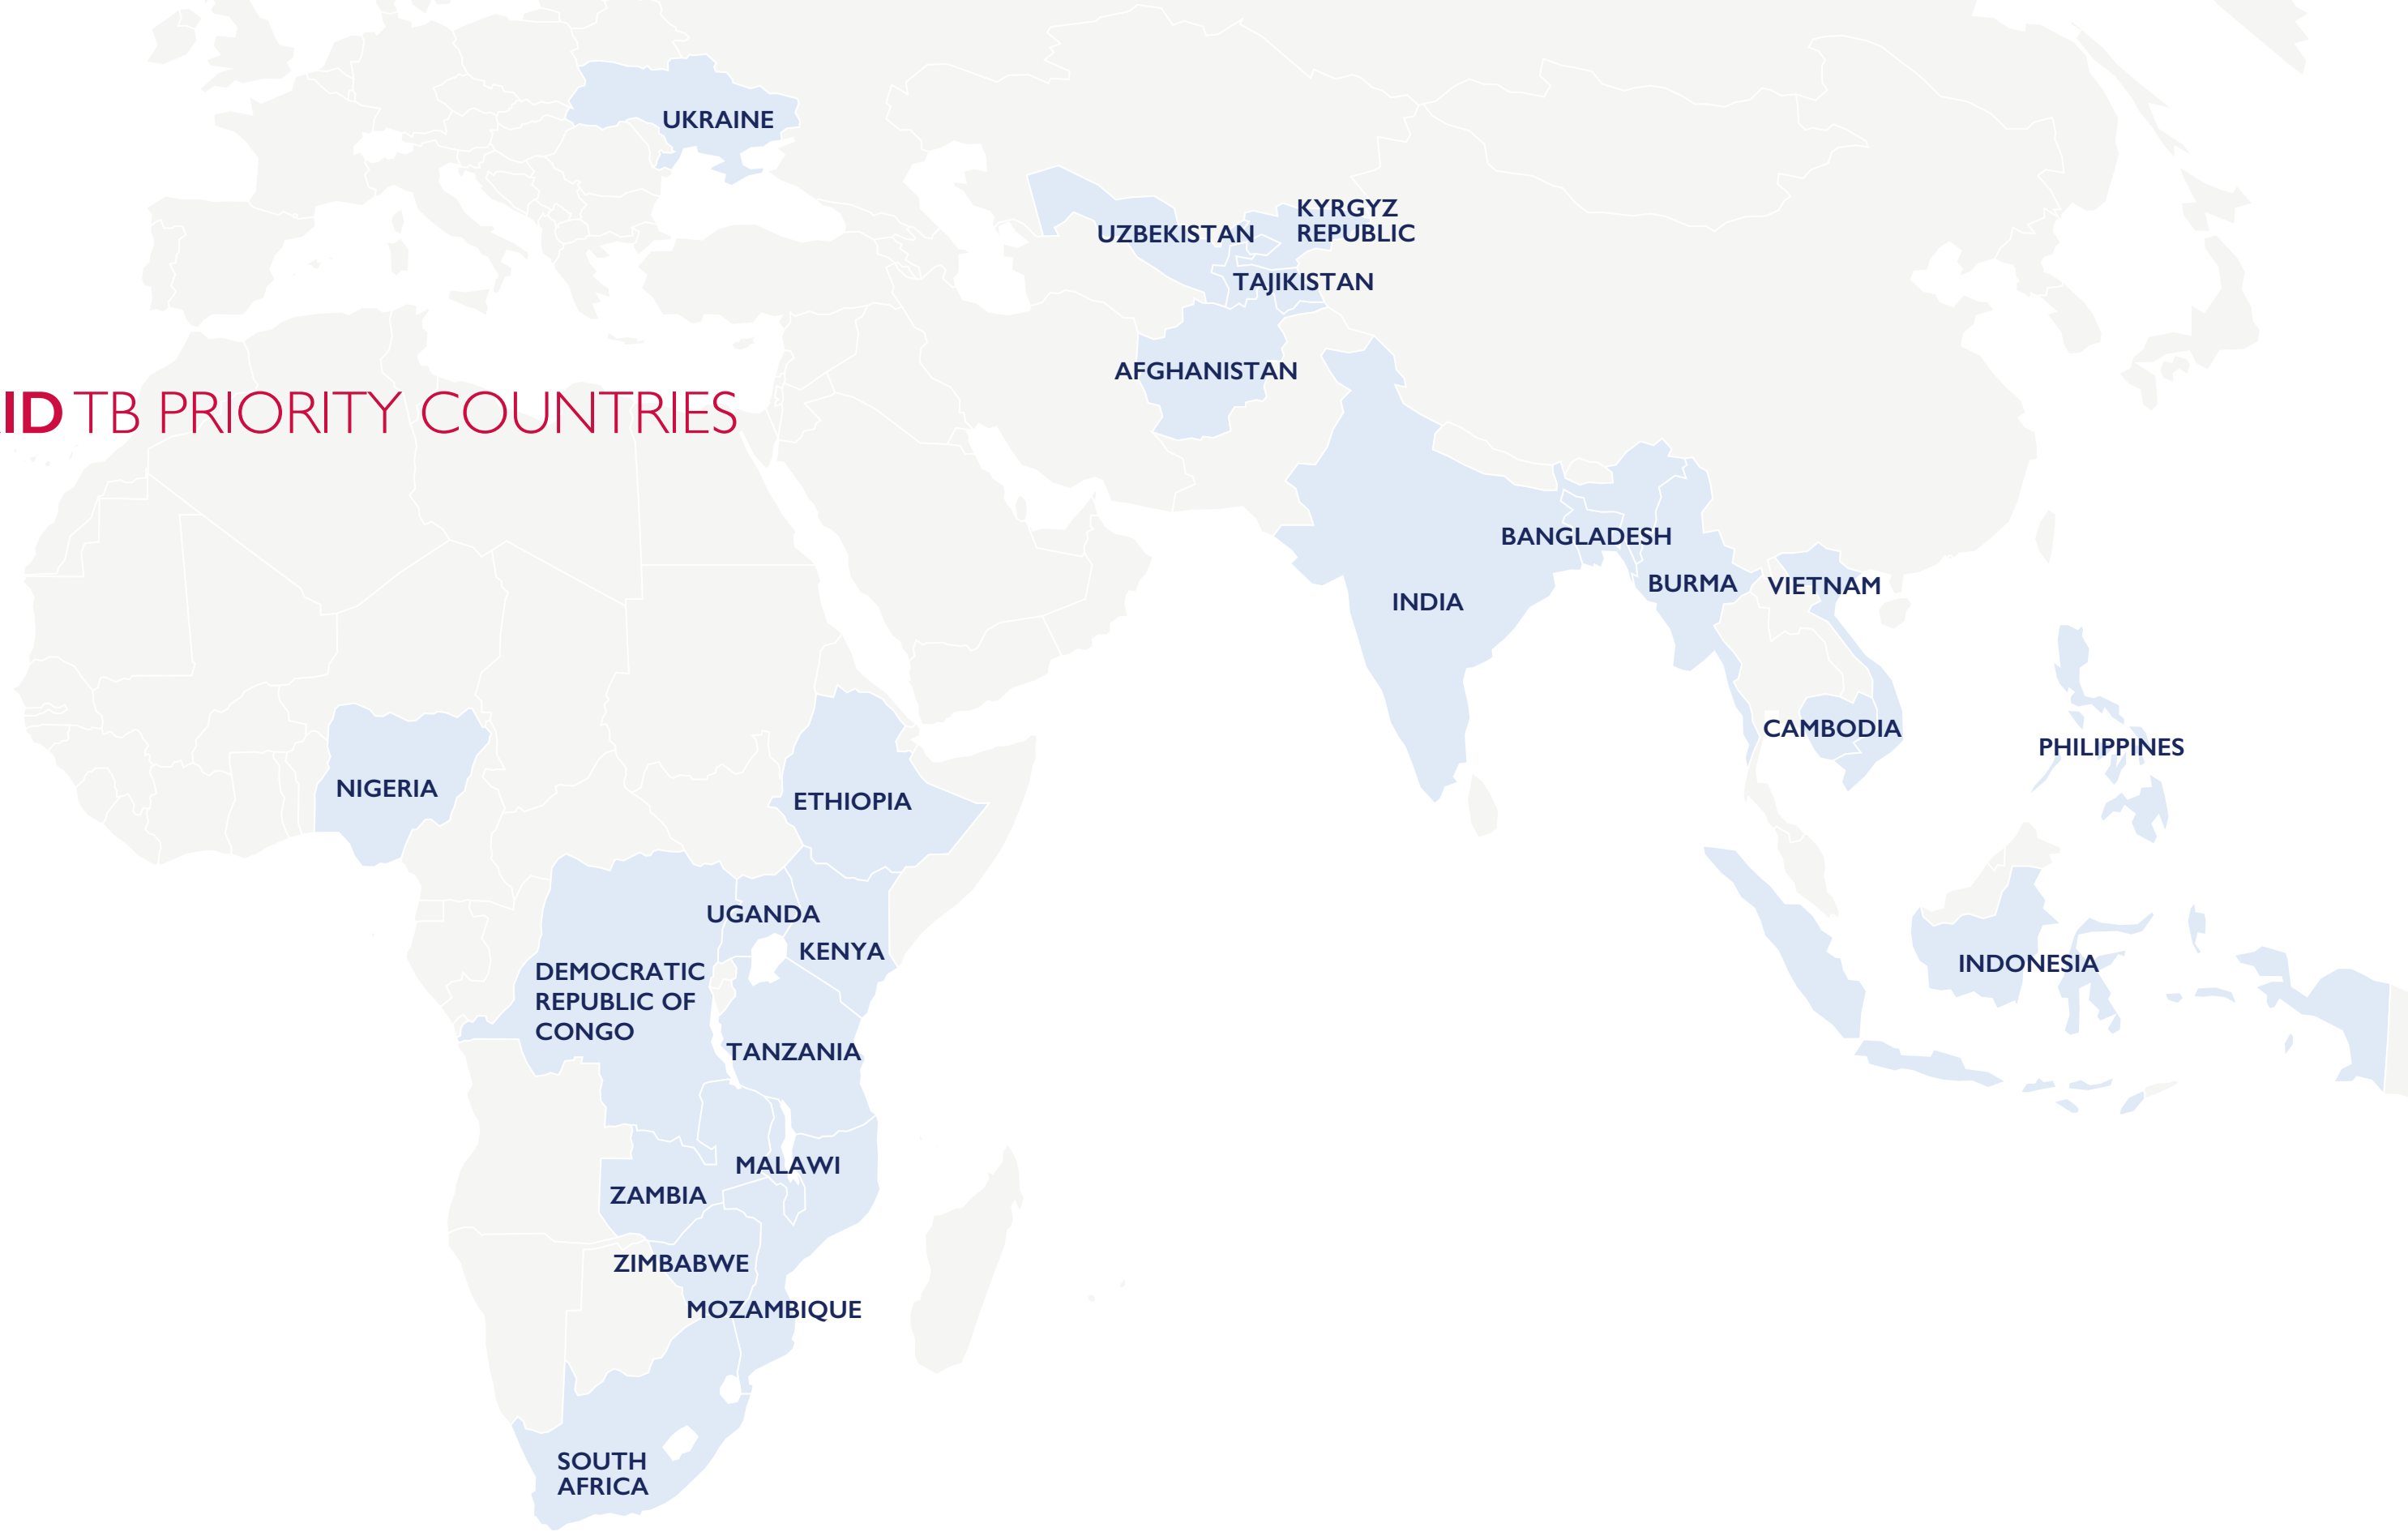 UKRAINE
KYRGYZ
REPUBLIC
UZBEKISTAN
TAJIKISTAN
AFGHANISTAN
ID TB PRIORITY COUNTRIES
BANGLADESH
BURMA
VIETNAM
INDIA
CAMBODIA
PHILIPPINES
NIGERIA
ETHIOPIA
UGANDA
KENYA
DEMOCRATIC
REPUBLIC OF
CONGO
INDONESIA
TANZANIA
MALAWI
ZAMBIA
ZIMBABWE
MOZAMBIQUE
SOUTH
AFRICA